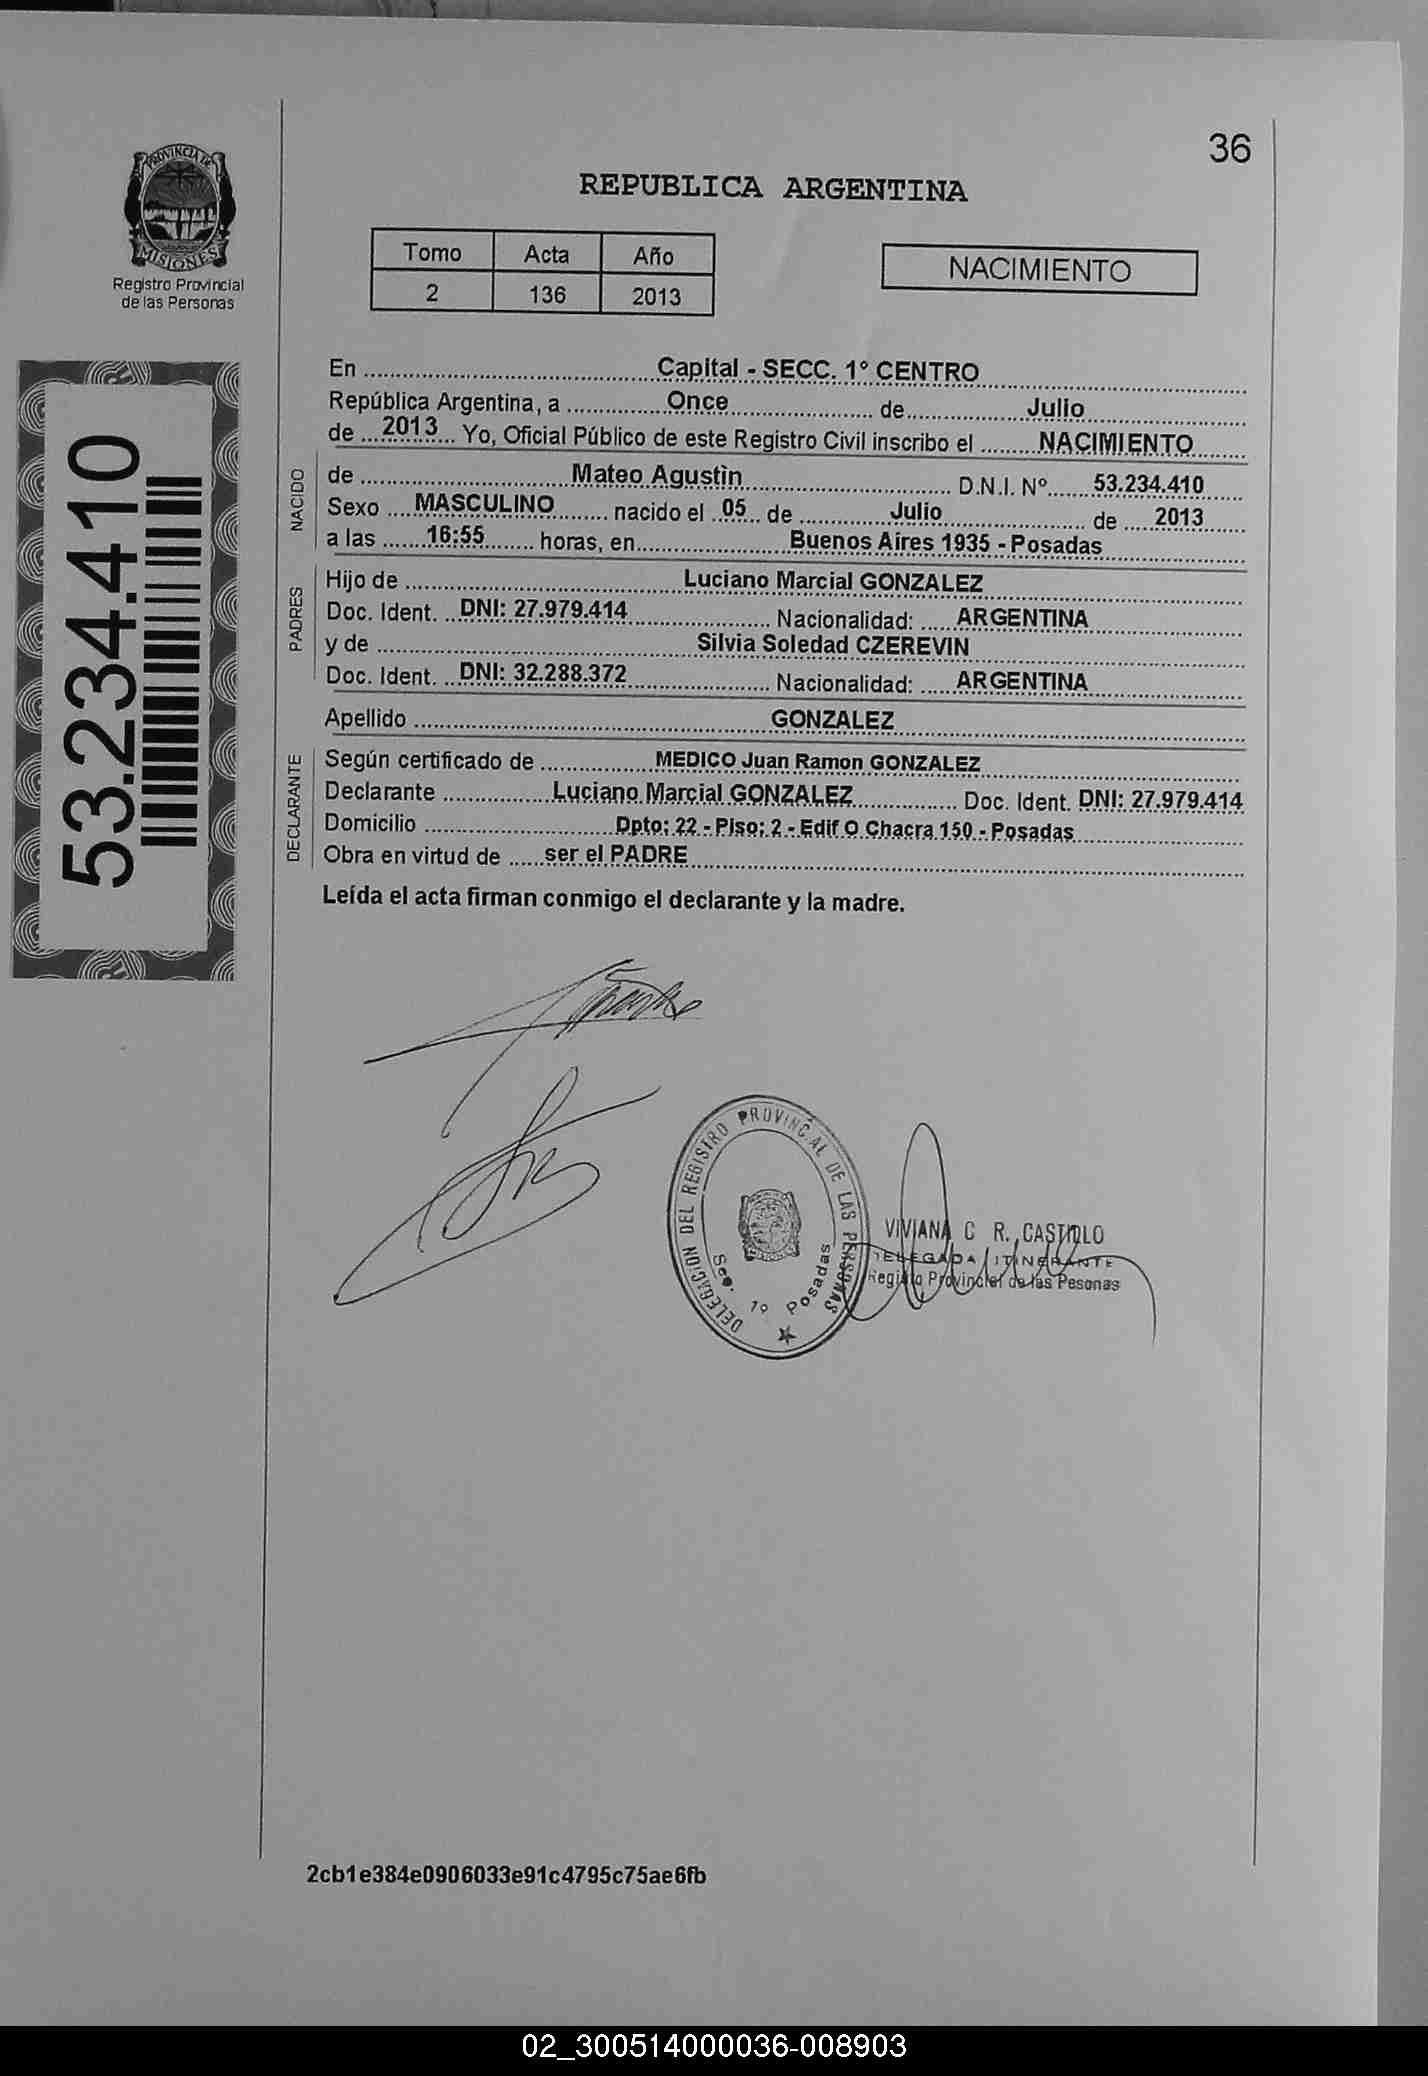 36
PROVINCIA DE
MISIONES
Registro Provincial
de las Personas
REPUBLICA ARGENTINA
Tomo Acta Año
2 136 2013
NACIMIENTO
53.234.410
En ........ Capital - SECC. 1° CENTRO ........
República Argentina, a ........ Once ........ de ........ Julio ........
de ... 2013 ... Yo, Oficial Público de este Registro Civil inscribo el ........ NACIMIENTO ........
NACIDO
de ........ Mateo Agustìn ........ D.N.I. Nº ........ 53.234.410 ........
Sexo .... MASCULINO ........ nacido el .. 05 .. de ........ Julio ........ de .... 2013 ........
a las ...... 16:55 ........ horas, en ........ Buenos Aires 1935 - Posadas ........
PADRES
Hijo de ........ Luciano Marcial GONZALEZ ........
Doc. Ident. .. DNI: 27.979.414 ........ Nacionalidad: ..... ARGENTINA ........
y de ........ Silvia Soledad CZEREVIN ........
Doc. Ident. .. DNI: 32.288.372 ........ Nacionalidad: ..... ARGENTINA ........
Apellido ........ GONZALEZ ........
DECLARANTE
Según certificado de ........ MEDICO Juan Ramon GONZALEZ ........
Declarante ........ Luciano Marcial GONZALEZ ........ Doc. Ident. DNI: 27.979.414
Domicilio ........ Dpto: 22 - Piso: 2 - Edif O Chacra 150 - Posadas ........
Obra en virtud de ..... ser el PADRE ........
Leída el acta firman conmigo el declarante y la madre.
DELEGACION DEL REGISTRO PROVINCIAL DE LAS PERSONAS
Sec. 1º Posadas
VIVIANA C R. CASTILLO
DELEGADA ITINERANTE
Registro Provincial de las Pesonas
2cb1e384e0906033e91c4795c75ae6fb
02_300514000036-008903